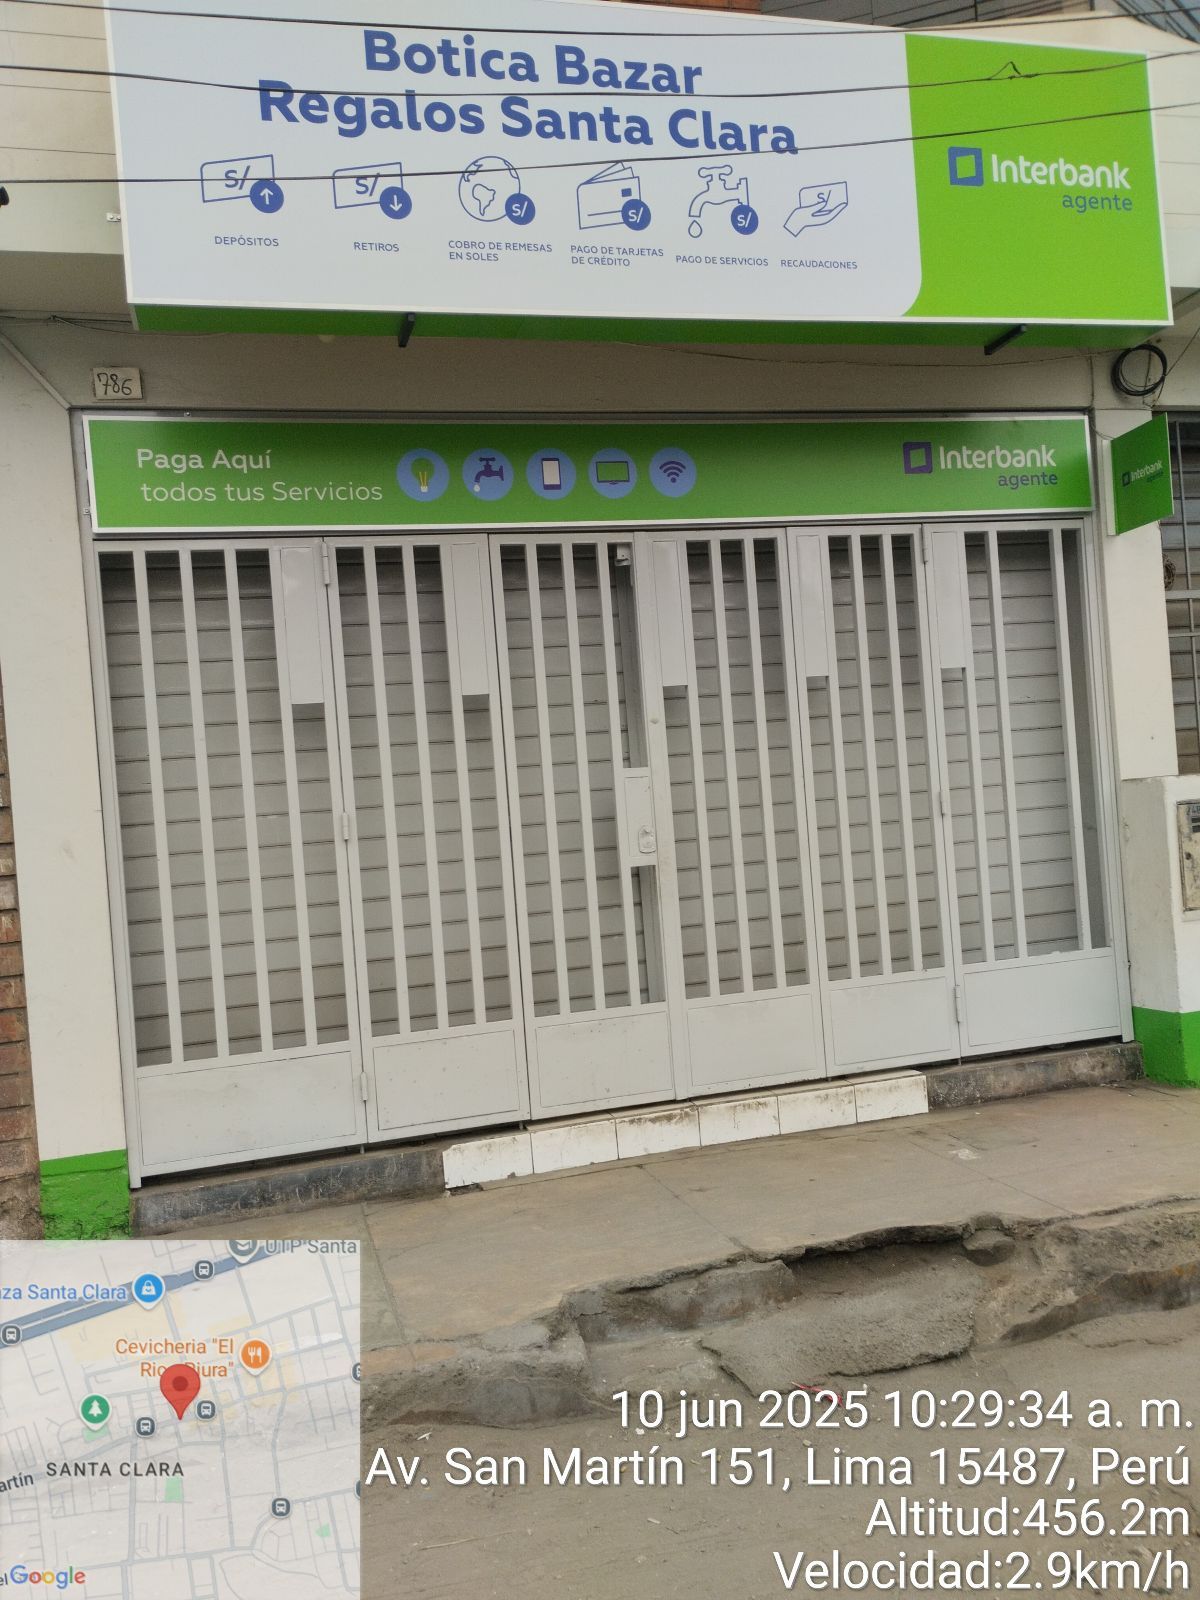 Botica Bazar
Regalos Santa Clara
Interbank
agente
S/
S/
S/
S/
S/
S/
DEPÓSITOS
RETIROS
COBRO DE REMESAS
EN SOLES
PAGO DE TARJETAS
DE CRÉDITO
PAGO DE SERVICIOS
RECAUDACIONES
786
Paga Aquí
todos tus Servicios
Interbank
agente
Interbank
agente
UTP Santa
za Santa Clara
Cevicheria "El
Rio Piura"
SANTA CLARA
artín
Google
10 jun 2025 10:29:34 a. m.
Av. San Martín 151, Lima 15487, Perú
Altitud:456.2m
Velocidad:2.9km/h